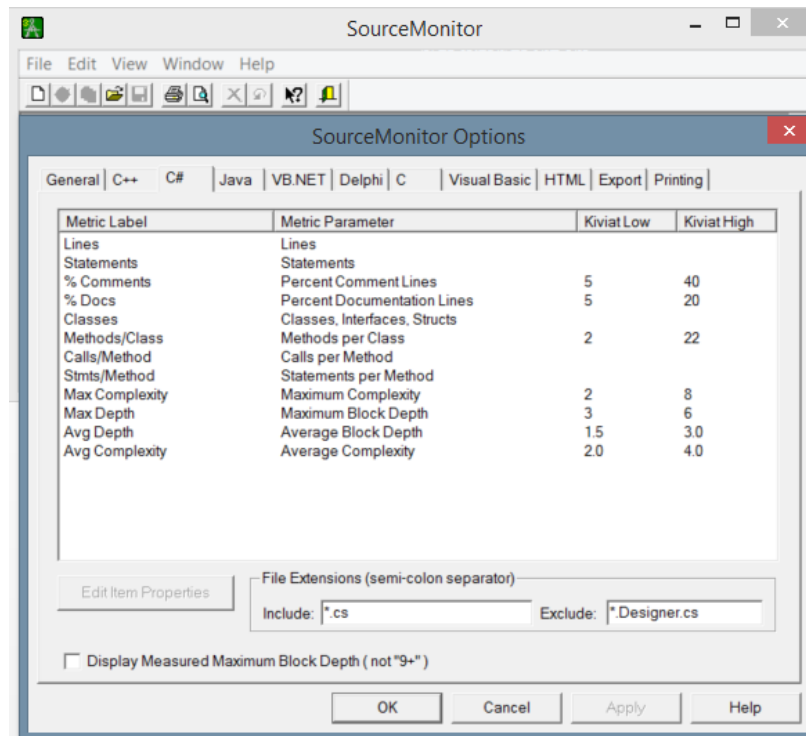 SourceMonitor
File Edit View Window Help
SourceMonitor Options
General C++ C# Java VB.NET Delphi C Visual Basic HTML Export Printing
Metric Label Metric Parameter Kiviat Low Kiviat High
Lines Lines
Statements Statements
% Comments Percent Comment Lines 5 40
% Docs Percent Documentation Lines 5 20
Classes Classes, Interfaces, Structs
Methods/Class Methods per Class 2 22
Calls/Method Calls per Method
Stmts/Method Statements per Method
Max Complexity Maximum Complexity 2 8
Max Depth Maximum Block Depth 3 6
Avg Depth Average Block Depth 1.5 3.0
Avg Complexity Average Complexity 2.0 4.0
File Extensions (semi-colon separator)
Edit Item Properties
Include: *.cs Exclude: *.Designer.cs
Display Measured Maximum Block Depth ( not "9+" )
OK Cancel Apply Help